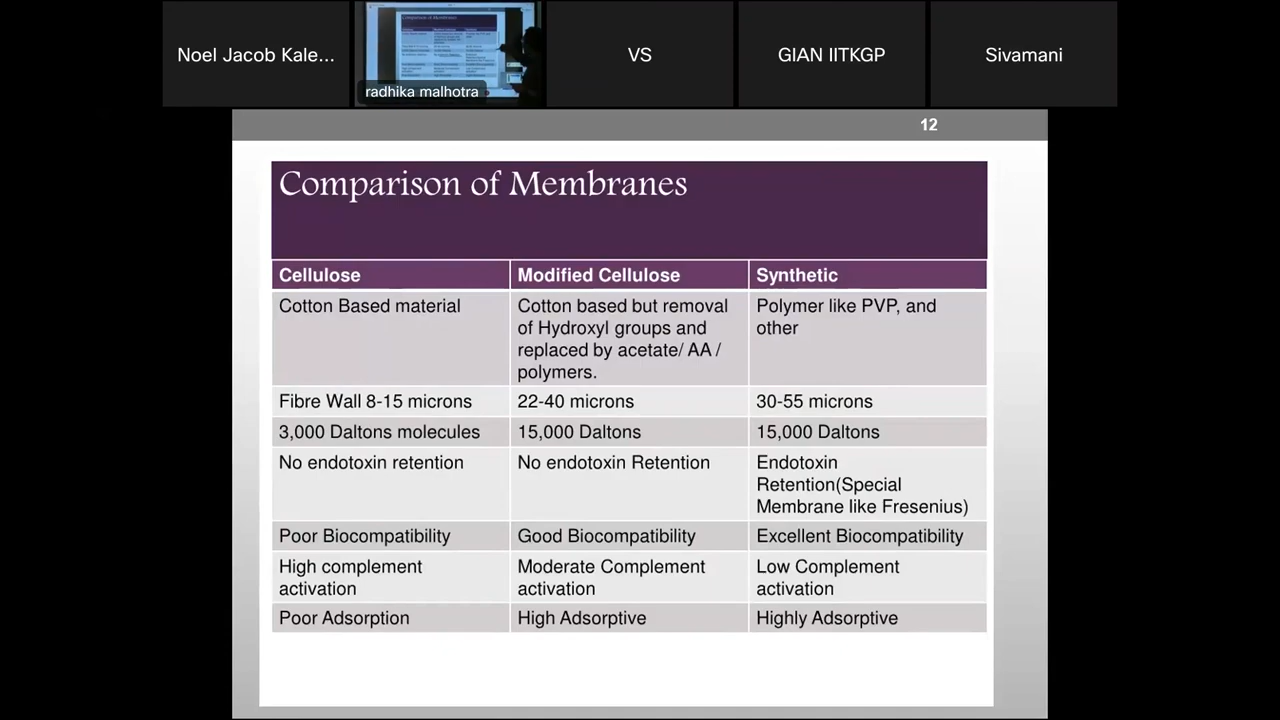 Noel Jacob Kale...
radhika malhotra
VS
GIAN IITKGP
Sivamani
12
Comparison of Membranes
Cellulose
Modified Cellulose
Synthetic
Cotton Based material
Cotton based but removal
of Hydroxyl groups and
replaced by acetate/ AA /
polymers.
Polymer like PVP, and
other
Fibre Wall 8-15 microns
22-40 microns
30-55 microns
3,000 Daltons molecules
15,000 Daltons
15,000 Daltons
No endotoxin retention
No endotoxin Retention
Endotoxin
Retention(Special
Membrane like Fresenius)
Poor Biocompatibility
Good Biocompatibility
Excellent Biocompatibility
High complement
activation
Moderate Complement
activation
Low Complement
activation
Poor Adsorption
High Adsorptive
Highly Adsorptive